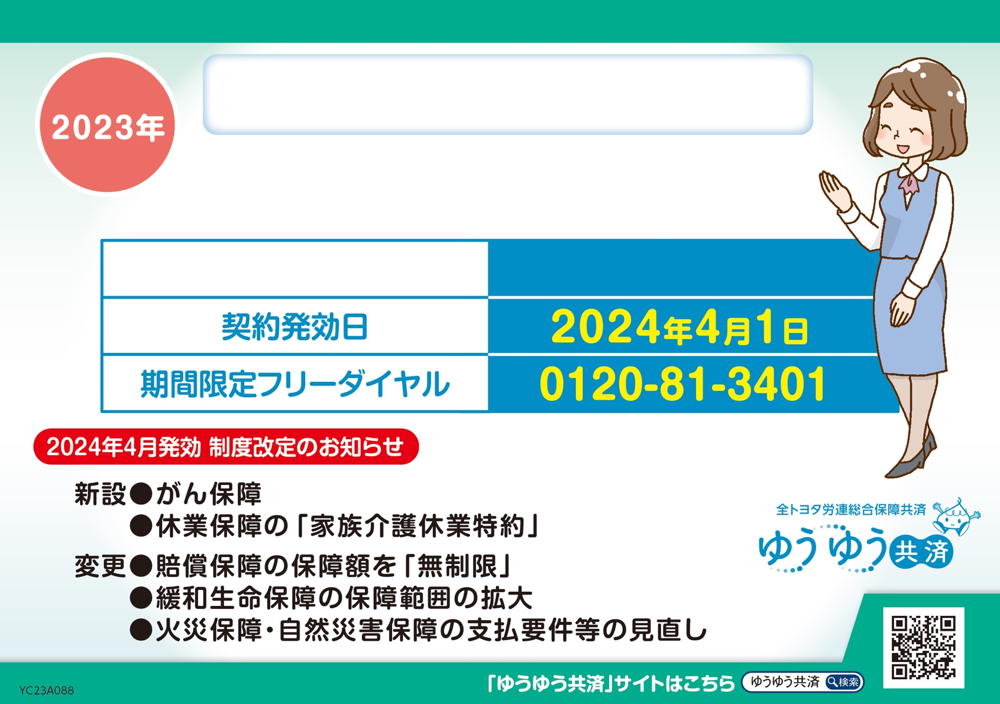 2023年
契約発効日
2024年4月1日
期間限定フリーダイヤル
0120-81-3401
2024年4月発効 制度改定のお知らせ
新設●がん保障
●休業保障の「家族介護休業特約」
変更●賠償保障の保障額を「無制限」
●緩和生命保障の保障範囲の拡大
●火災保障・自然災害保障の支払要件等の見直し
全トヨタ労連総合保障共済
ゆうゆう共済
「ゆうゆう共済」サイトはこちら
ゆうゆう共済 検索
YC23A088